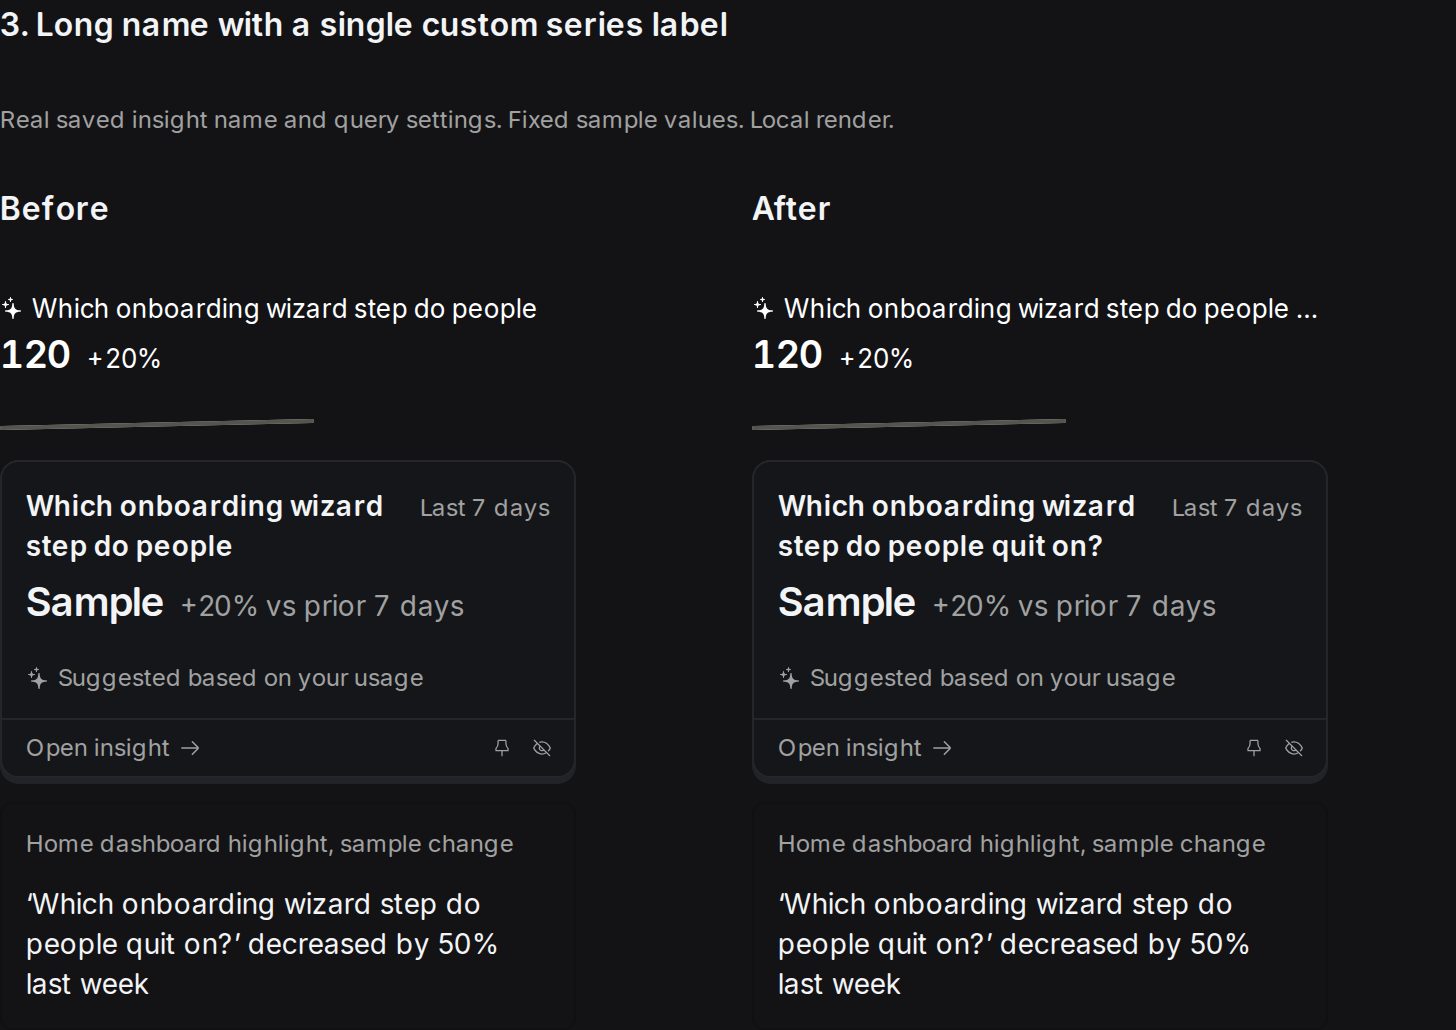 3. Long name with a single custom series label
Real saved insight name and query settings. Fixed sample values. Local render.
Before
Which onboarding wizard step do people
120 +20%
Which onboarding wizard
step do people
Last 7 days
Sample +20% vs prior 7 days
Suggested based on your usage
Open insight →
Home dashboard highlight, sample change
‘Which onboarding wizard step do
people quit on?’ decreased by 50%
last week
After
Which onboarding wizard step do people ...
120 +20%
Which onboarding wizard
step do people quit on?
Last 7 days
Sample +20% vs prior 7 days
Suggested based on your usage
Open insight →
Home dashboard highlight, sample change
‘Which onboarding wizard step do
people quit on?’ decreased by 50%
last week